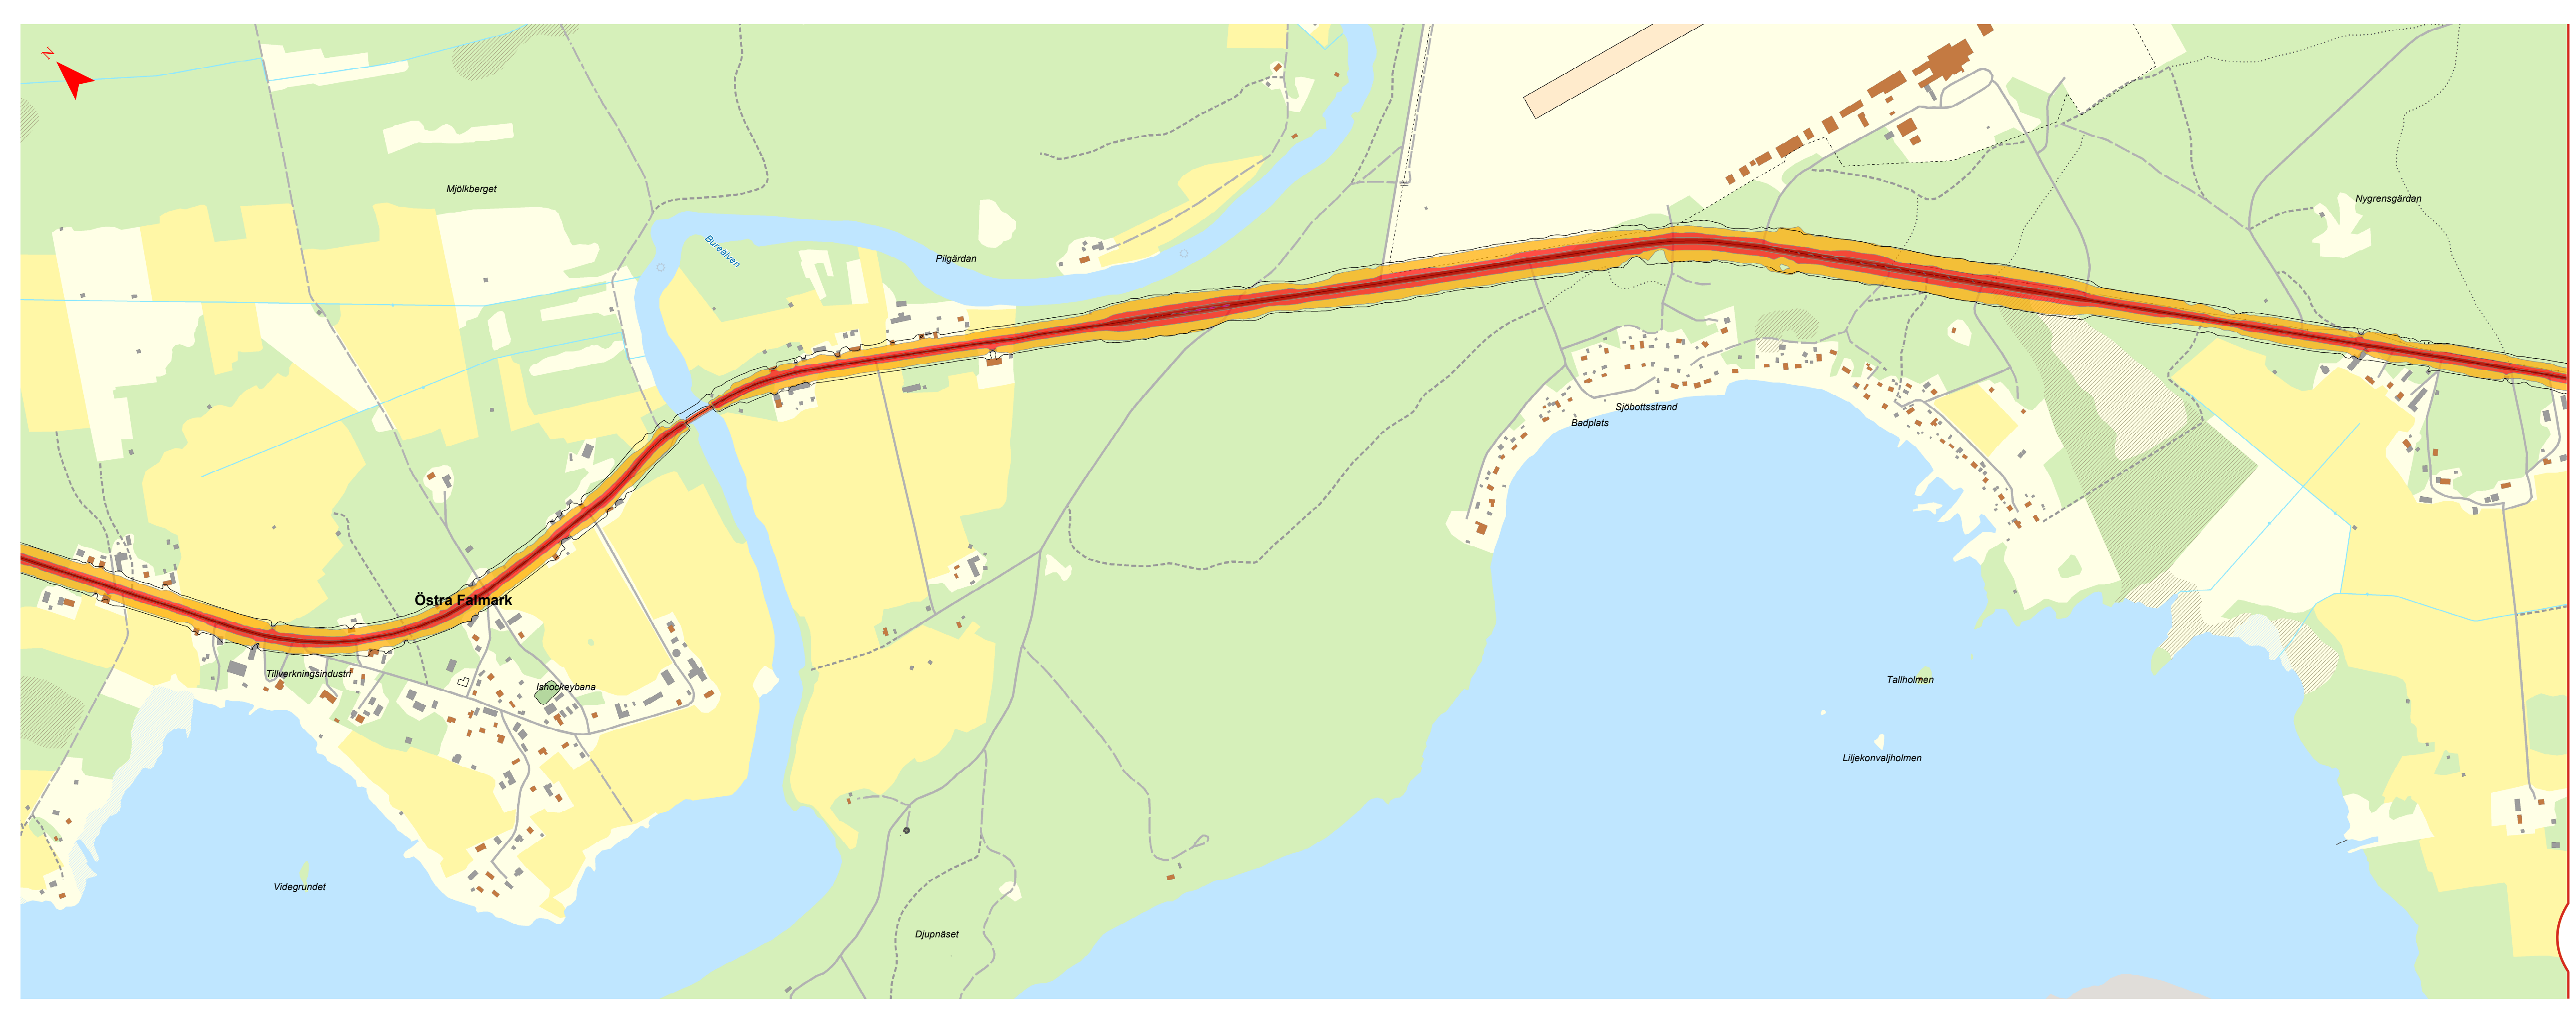 N
Mjölkberget
Nygrensgärdan
Bureälven
Pilgärdan
Sjöbottsstrand
Badplats
Östra Falmark
Tillverkningsindustri
Ishockeybana
Tallholmen
Liljekonvaljholmen
Videgrundet
Djupnäset